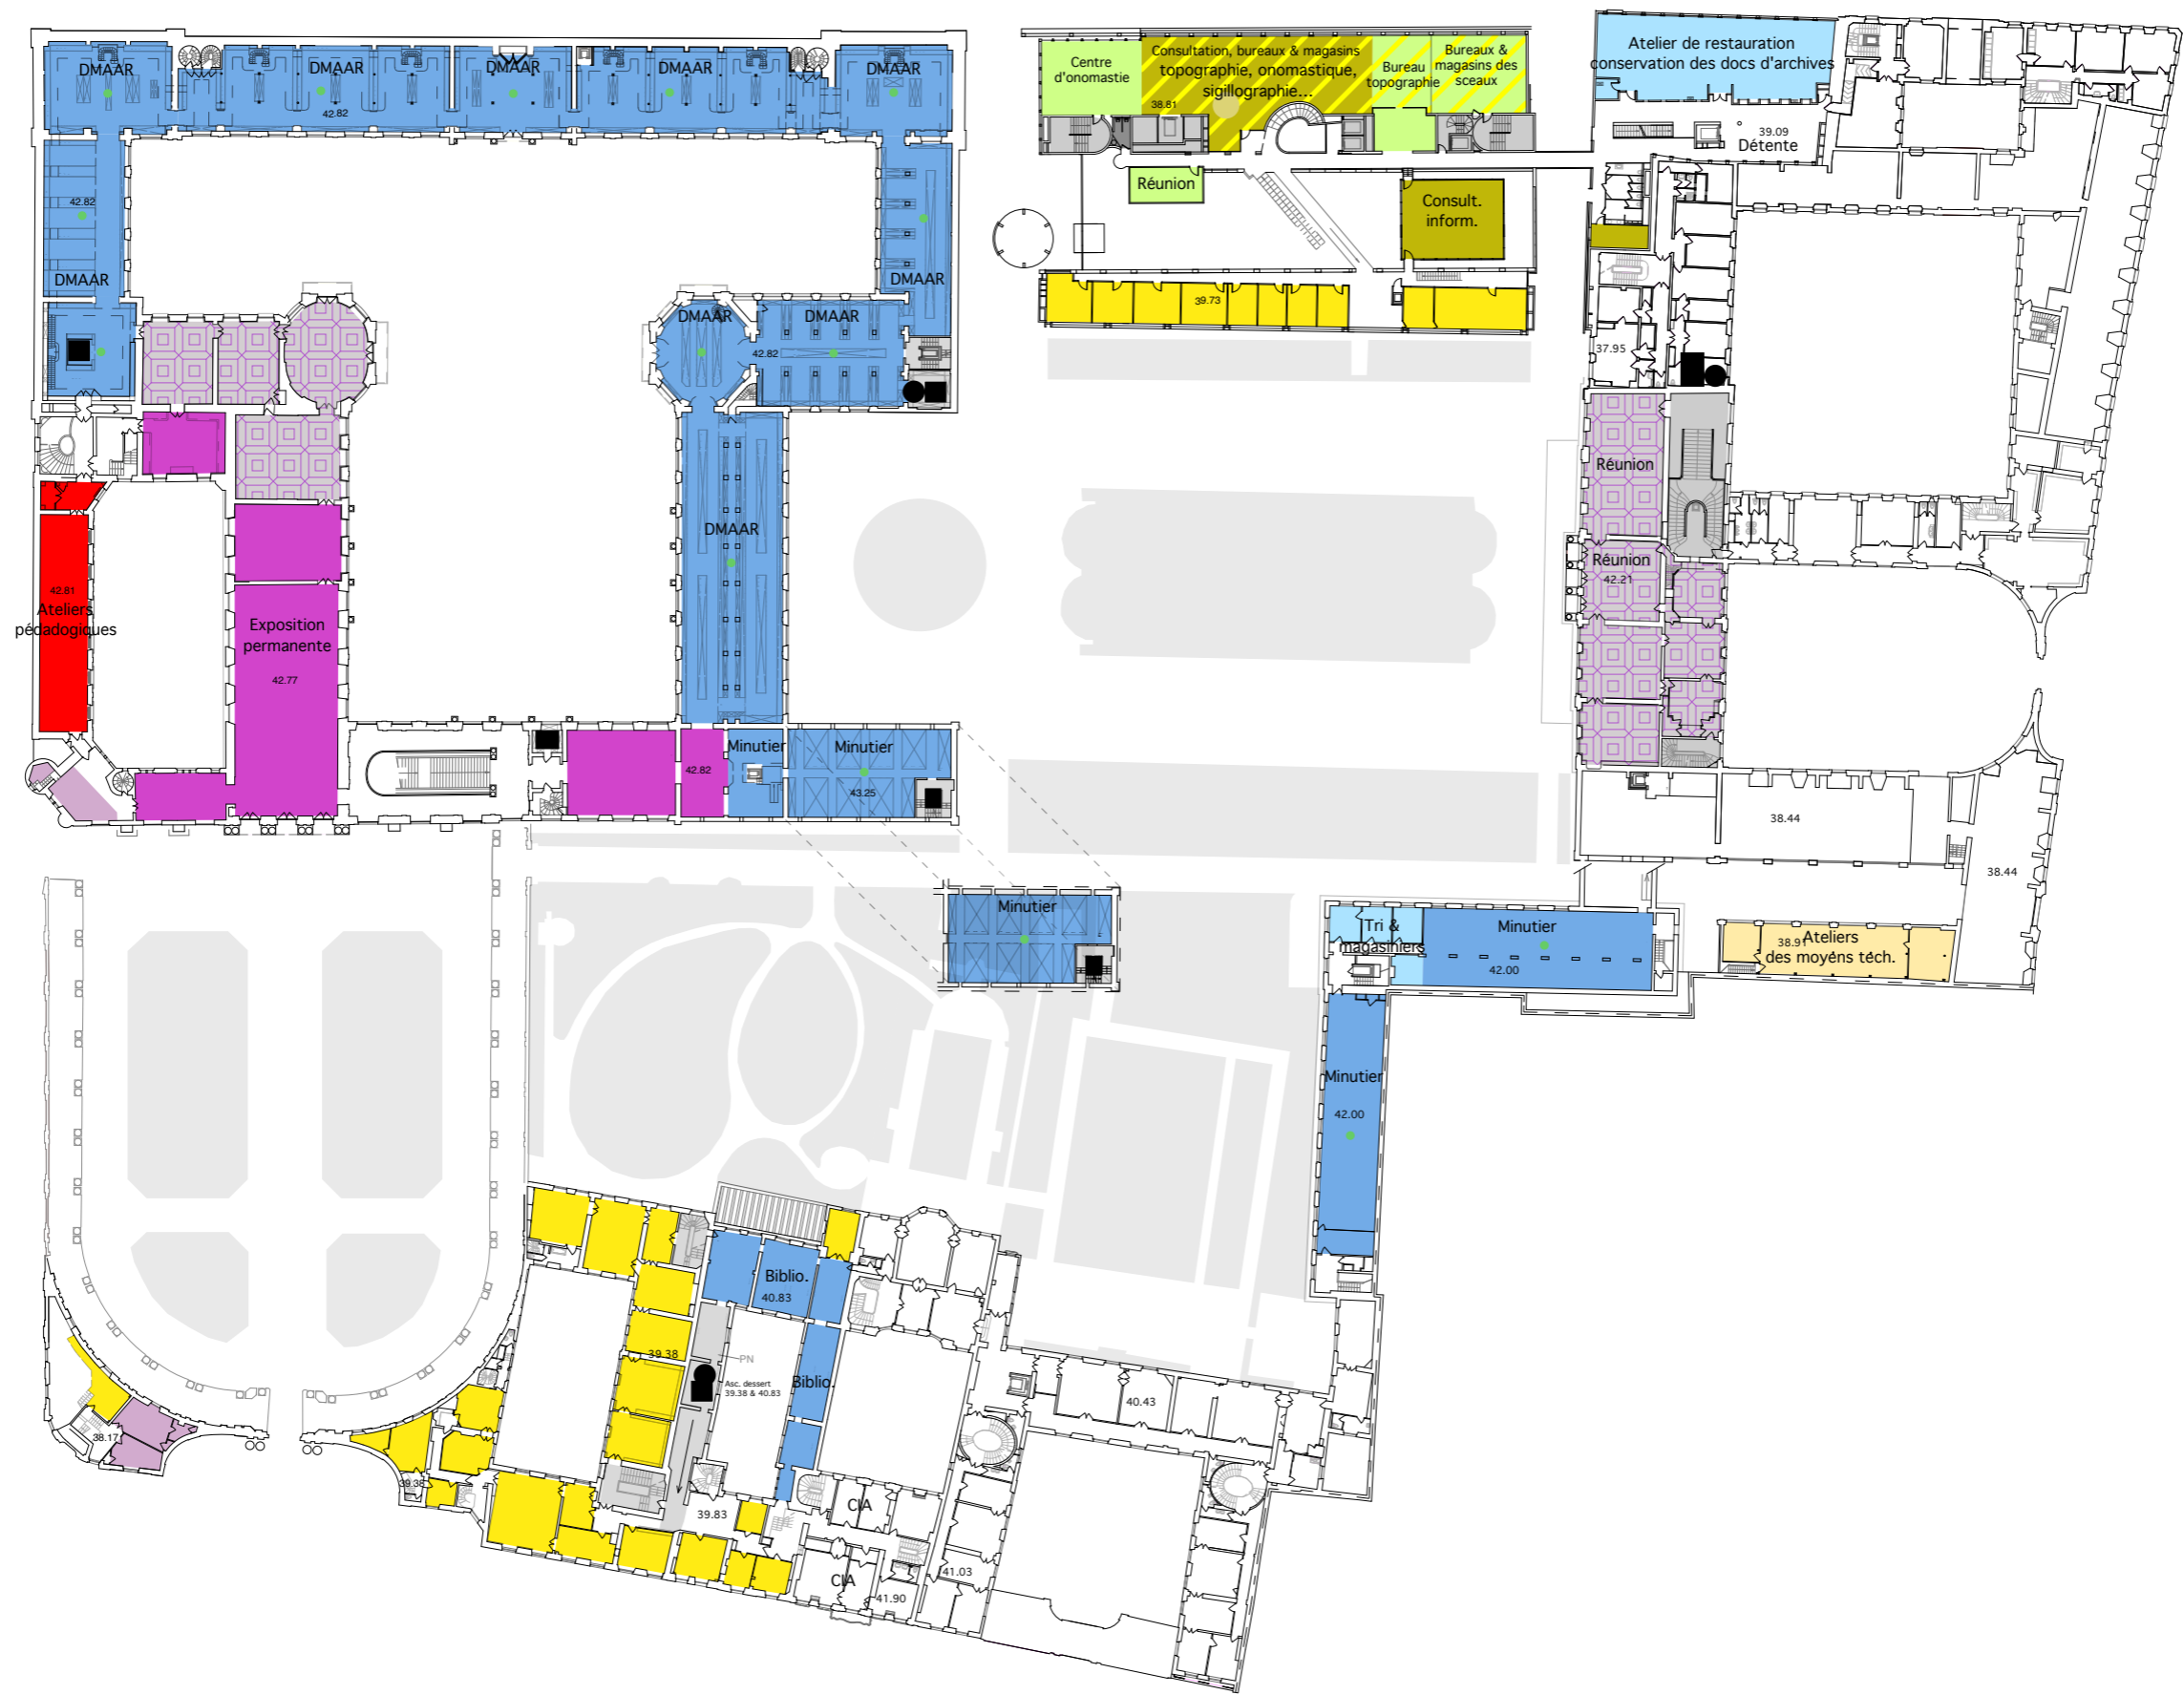 DMAAR
DMAAR
DMAAR
DMAAR
DMAAR
42.82
42.82
DMAAR
DMAAR
DMAAR
DMAAR
42.82
DMAAR
42.81
Ateliers
pédadogiques
Exposition
permanente
42.77
42.82
Minutier
Minutier
43.25
Minutier
Centre
d'onomastie
Consultation, bureaux & magasins
topographie, onomastique,
sigillographie...
38.81
Bureau
topographie
Bureaux &
magasins des
sceaux
Réunion
Consult.
inform.
39.73
Atelier de restauration
conservation des docs d'archives
39.09
Détente
37.95
Réunion
Réunion
42.21
38.44
38.44
Tri &
magasiniers
Minutier
42.00
38.91
Ateliers
des moyens tech.
Minutier
42.00
Biblio.
40.83
39.38
PN
Asc. dessert
39.38 & 40.83
Biblio.
40.43
38.17
39.38
39.83
CIA
CIA
41.03
41.90